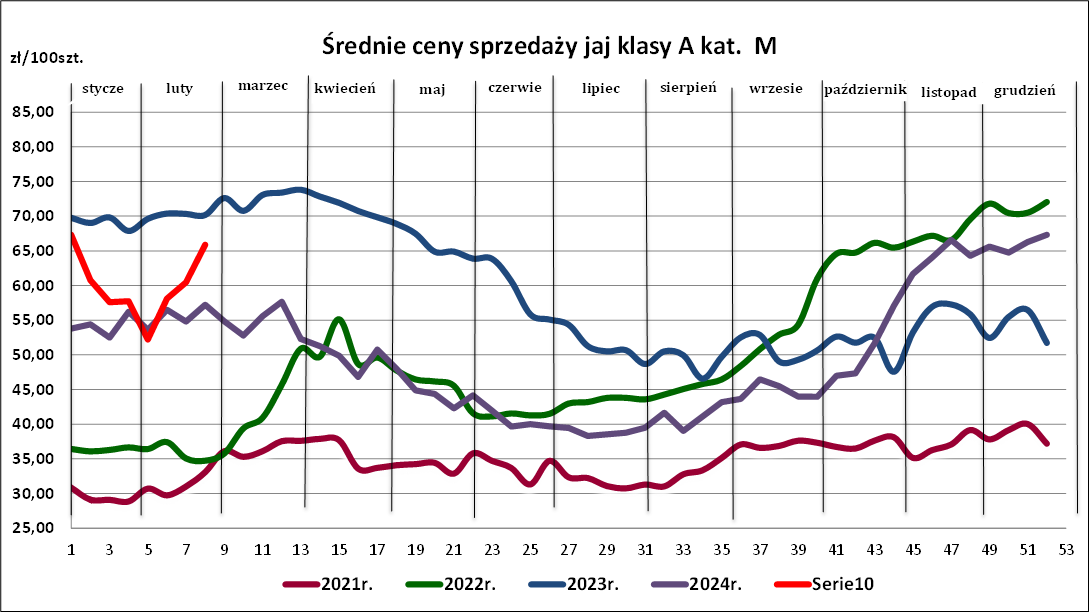 Średnie ceny sprzedaży jaj klasy A kat. M
zł/100szt.
stycze luty marzec kwiecień maj czerwie lipiec sierpień wrzesie październik listopad grudzień
85,00
80,00
75,00
70,00
65,00
60,00
55,00
50,00
45,00
40,00
35,00
30,00
25,00
1 3 5 7 9 11 13 15 17 19 21 23 25 27 29 31 33 35 37 39 41 43 45 47 49 51 53
2021r. 2022r. 2023r. 2024r. Serie10